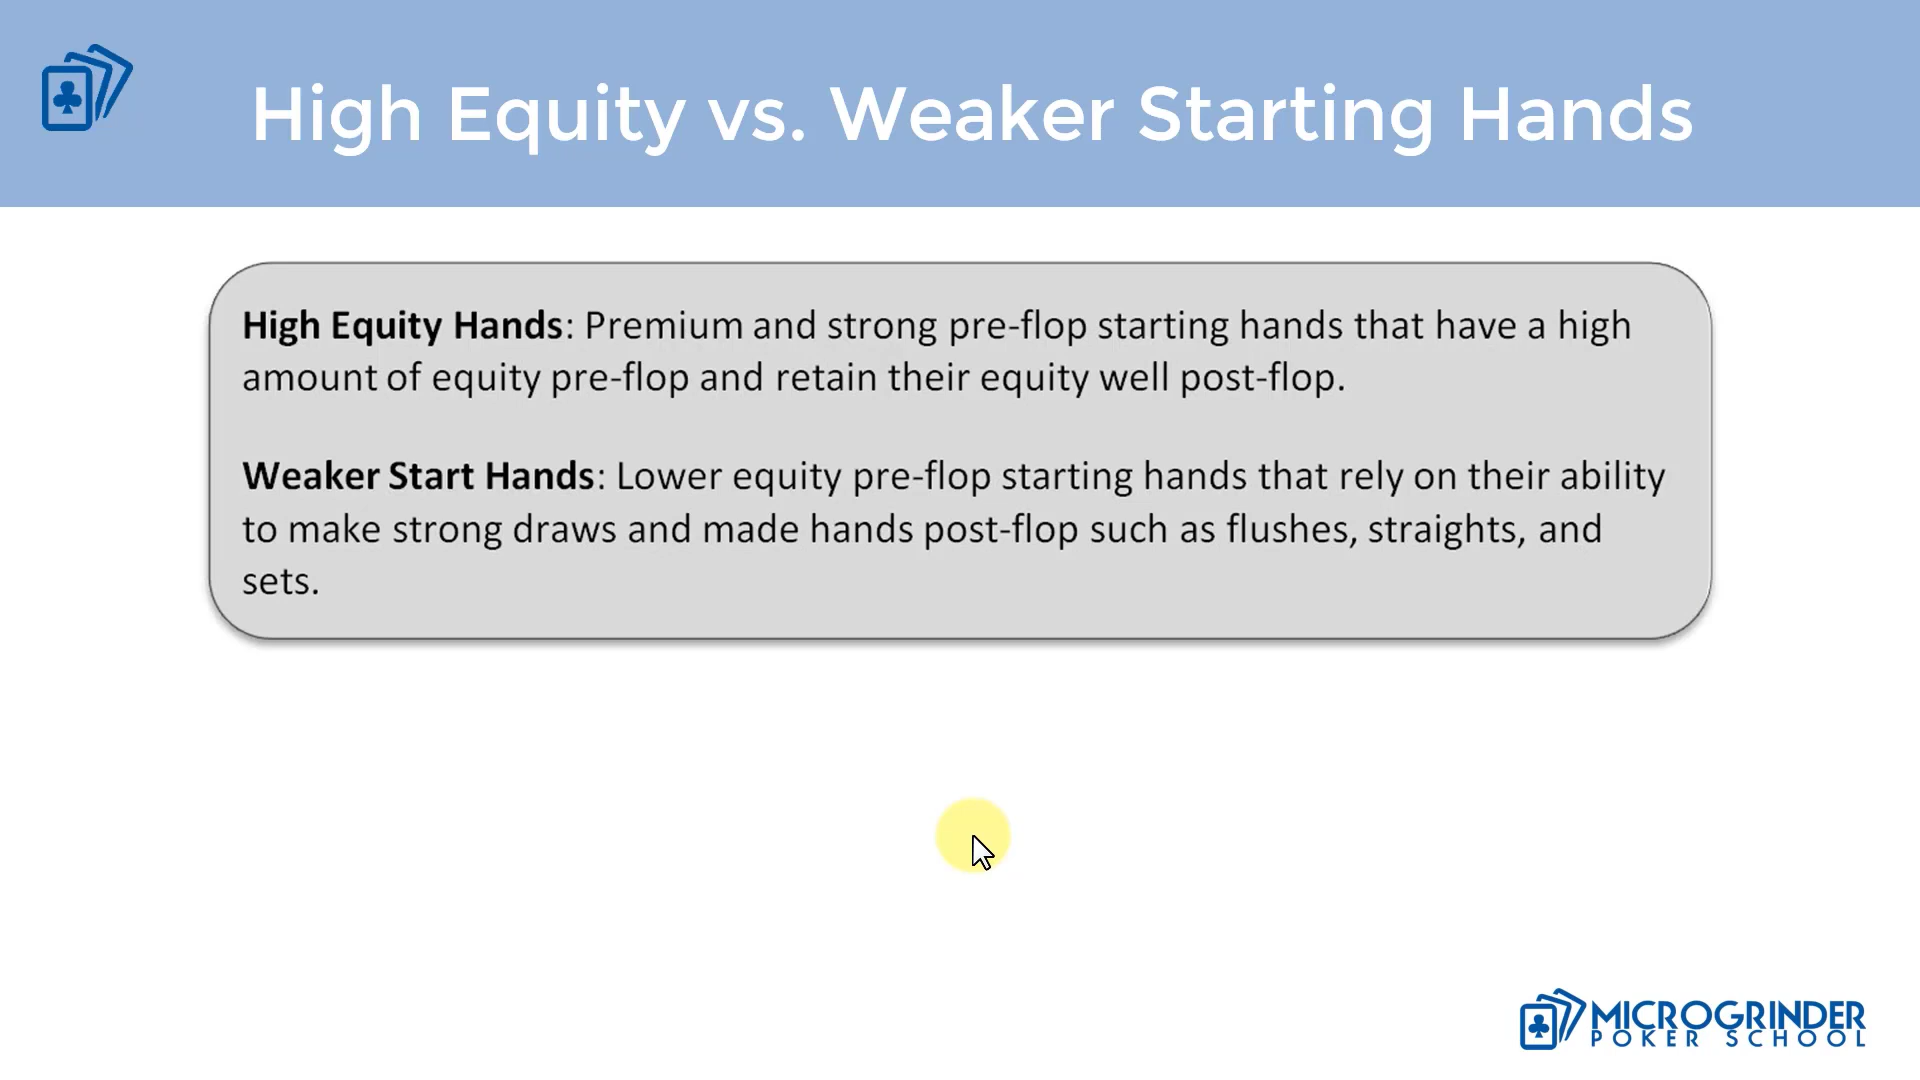 High Equity vs. Weaker Starting Hands
High Equity Hands: Premium and strong pre-flop starting hands that have a high
amount of equity pre-flop and retain their equity well post-flop.
Weaker Start Hands: Lower equity pre-flop starting hands that rely on their ability
to make strong draws and made hands post-flop such as flushes, straights, and
sets.
MICROGRINDER
POKER SCHOOL